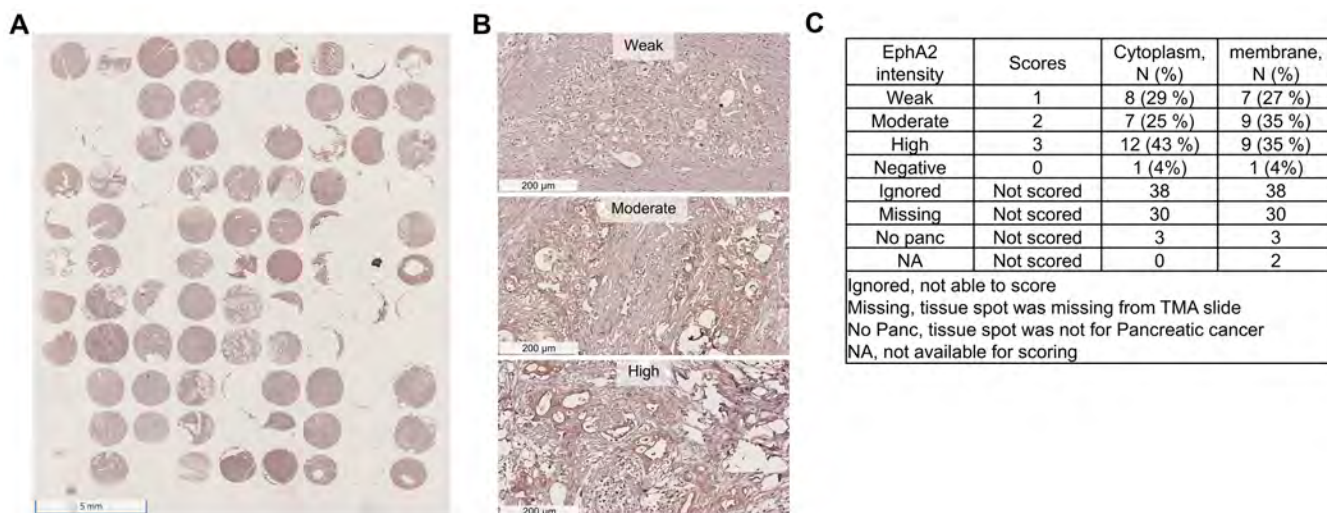 A
5 mm
B
Weak
200 µm
Moderate
200 µm
High
200 µm
C
EphA2 intensity Scores Cytoplasm, N (%) membrane, N (%)
Weak 1 8 (29 %) 7 (27 %)
Moderate 2 7 (25 %) 9 (35 %)
High 3 12 (43 %) 9 (35 %)
Negative 0 1 (4%) 1 (4%)
Ignored Not scored 38 38
Missing Not scored 30 30
No panc Not scored 3 3
NA Not scored 0 2
Ignored, not able to score
Missing, tissue spot was missing from TMA slide
No Panc, tissue spot was not for Pancreatic cancer
NA, not available for scoring